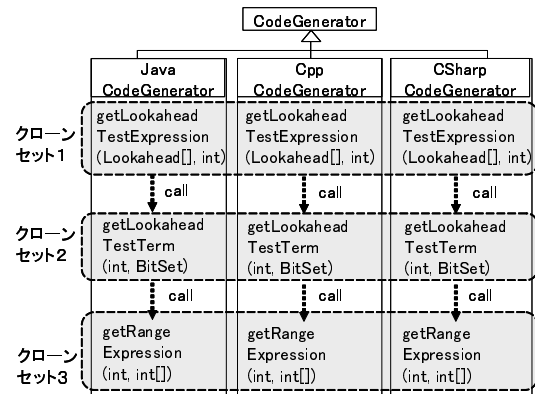 CodeGenerator
Java
CodeGenerator
Cpp
CodeGenerator
CSharp
CodeGenerator
クローン
セット1
getLookahead
TestExpression
(Lookahead[], int)
getLookahead
TestExpression
(Lookahead[], int)
getLookahead
TestExpression
(Lookahead[], int)
call
call
call
クローン
セット2
getLookahead
TestTerm
(int, BitSet)
getLookahead
TestTerm
(int, BitSet)
getLookahead
TestTerm
(int, BitSet)
call
call
call
クローン
セット3
getRange
Expression
(int, int[])
getRange
Expression
(int, int[])
getRange
Expression
(int, int[])